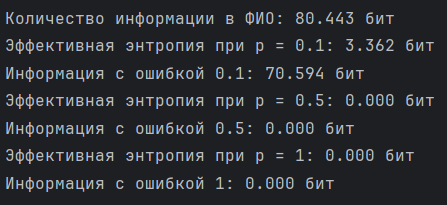 Количество информации в ФИО: 80.443 бит
Эффективная энтропия при p = 0.1: 3.362 бит
Информация с ошибкой 0.1: 70.594 бит
Эффективная энтропия при p = 0.5: 0.000 бит
Информация с ошибкой 0.5: 0.000 бит
Эффективная энтропия при p = 1: 0.000 бит
Информация с ошибкой 1: 0.000 бит